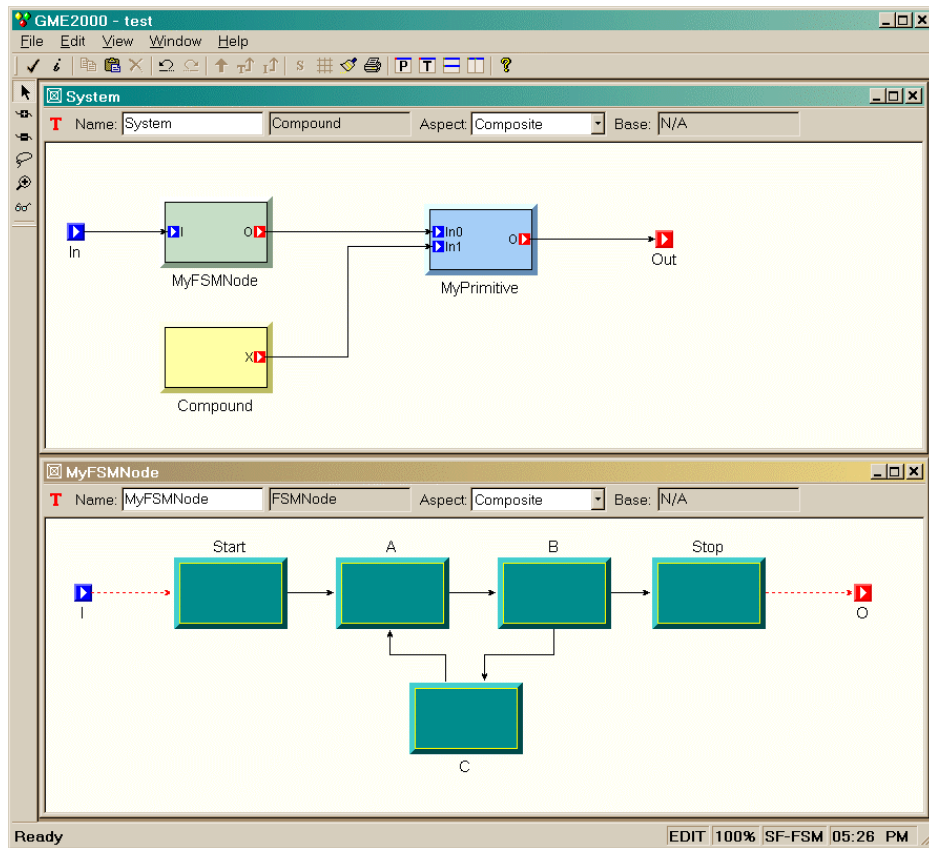 GME2000 - test
File Edit View Window Help
i S P T ?
System
T Name: System Compound Aspect: Composite Base: N/A
In
I O
MyFSMNode
In0
In1
O
MyPrimitive
Out
X
Compound
MyFSMNode
T Name: MyFSMNode FSMNode Aspect: Composite Base: N/A
Start A B Stop
I O
C
Ready EDIT 100% SF-FSM 05:26 PM